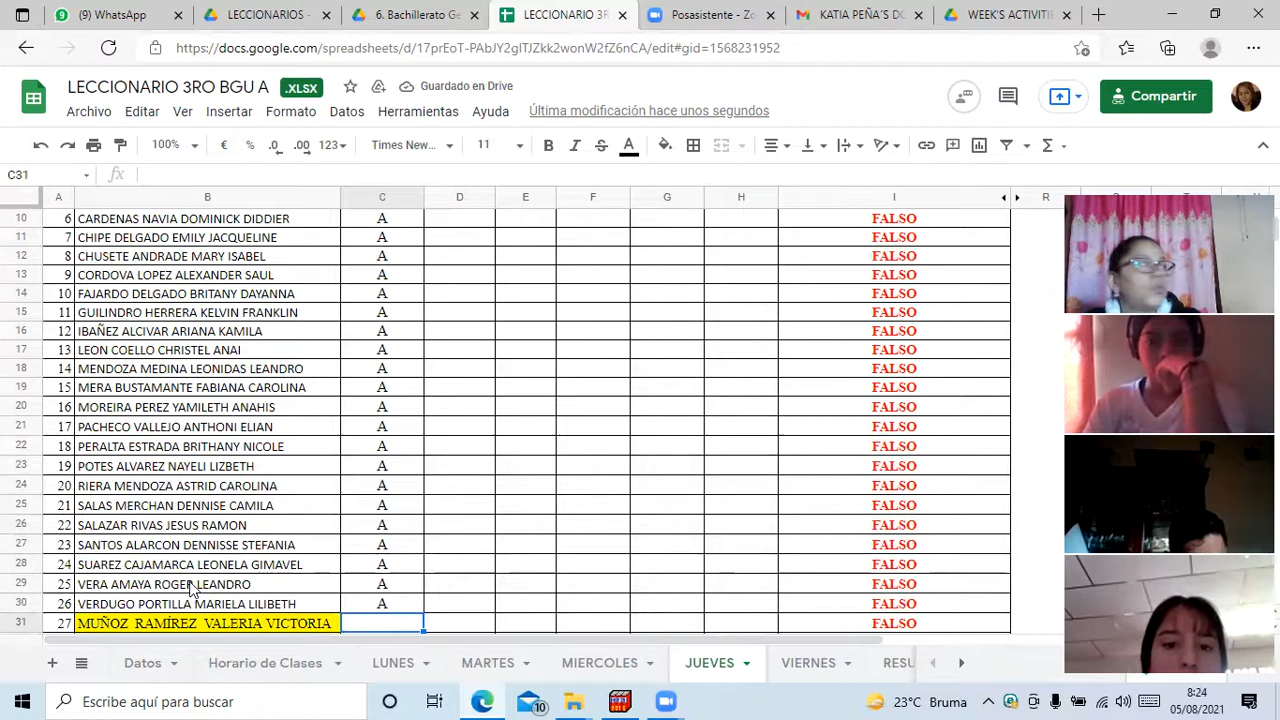 (9) WhatsApp
LECCIONARIOS -
6. Bachillerato Ge
LECCIONARIO 3R
Posasistente - Zo
KATIA PEÑA'S DO
WEEK'S ACTIVITIE
https://docs.google.com/spreadsheets/d/17prEoT-PAbJY2gITJZkk2wonW2fZ6nCA/edit#gid=1568231952
LECCIONARIO 3RO BGU A .XLSX Guardado en Drive
Archivo Editar Ver Insertar Formato Datos Herramientas Ayuda Última modificación hace unos segundos
Compartir
100% € % .0 .00 123 Times New... 11 B I S A
C31 fx
A B C D E F G H I R
10 6 CARDENAS NAVIA DOMINICK DIDDIER A FALSO
11 7 CHIPE DELGADO EMILY JACQUELINE A FALSO
12 8 CHUSETE ANDRADE MARY ISABEL A FALSO
13 9 CORDOVA LOPEZ ALEXANDER SAUL A FALSO
14 10 FAJARDO DELGADO BRITANY DAYANNA A FALSO
15 11 GUILINDRO HERRERA KELVIN FRANKLIN A FALSO
16 12 IBAÑEZ ALCIVAR ARIANA KAMILA A FALSO
17 13 LEON COELLO CHRISTEL ANAI A FALSO
18 14 MENDOZA MEDINA LEONIDAS LEANDRO A FALSO
19 15 MERA BUSTAMANTE FABIANA CAROLINA A FALSO
20 16 MOREIRA PEREZ YAMILETH ANAHIS A FALSO
21 17 PACHECO VALLEJO ANTHONI ELIAN A FALSO
22 18 PERALTA ESTRADA BRITHANY NICOLE A FALSO
23 19 POTES ALVAREZ NAYELI LIZBETH A FALSO
24 20 RIERA MENDOZA ASTRID CAROLINA A FALSO
25 21 SALAS MERCHAN DENNISE CAMILA A FALSO
26 22 SALAZAR RIVAS JESUS RAMON A FALSO
27 23 SANTOS ALARCON DENNISSE STEFANIA A FALSO
28 24 SUAREZ CAJAMARCA LEONELA GIMAVEL A FALSO
29 25 VERA AMAYA ROGER LEANDRO A FALSO
30 26 VERDUGO PORTILLA MARIELA LILIBETH A FALSO
31 27 MUÑOZ RAMÍREZ VALERIA VICTORIA FALSO
Datos Horario de Clases LUNES MARTES MIERCOLES JUEVES VIERNES RESU
Escribe aquí para buscar
10
23°C Bruma
8:24
05/08/2021